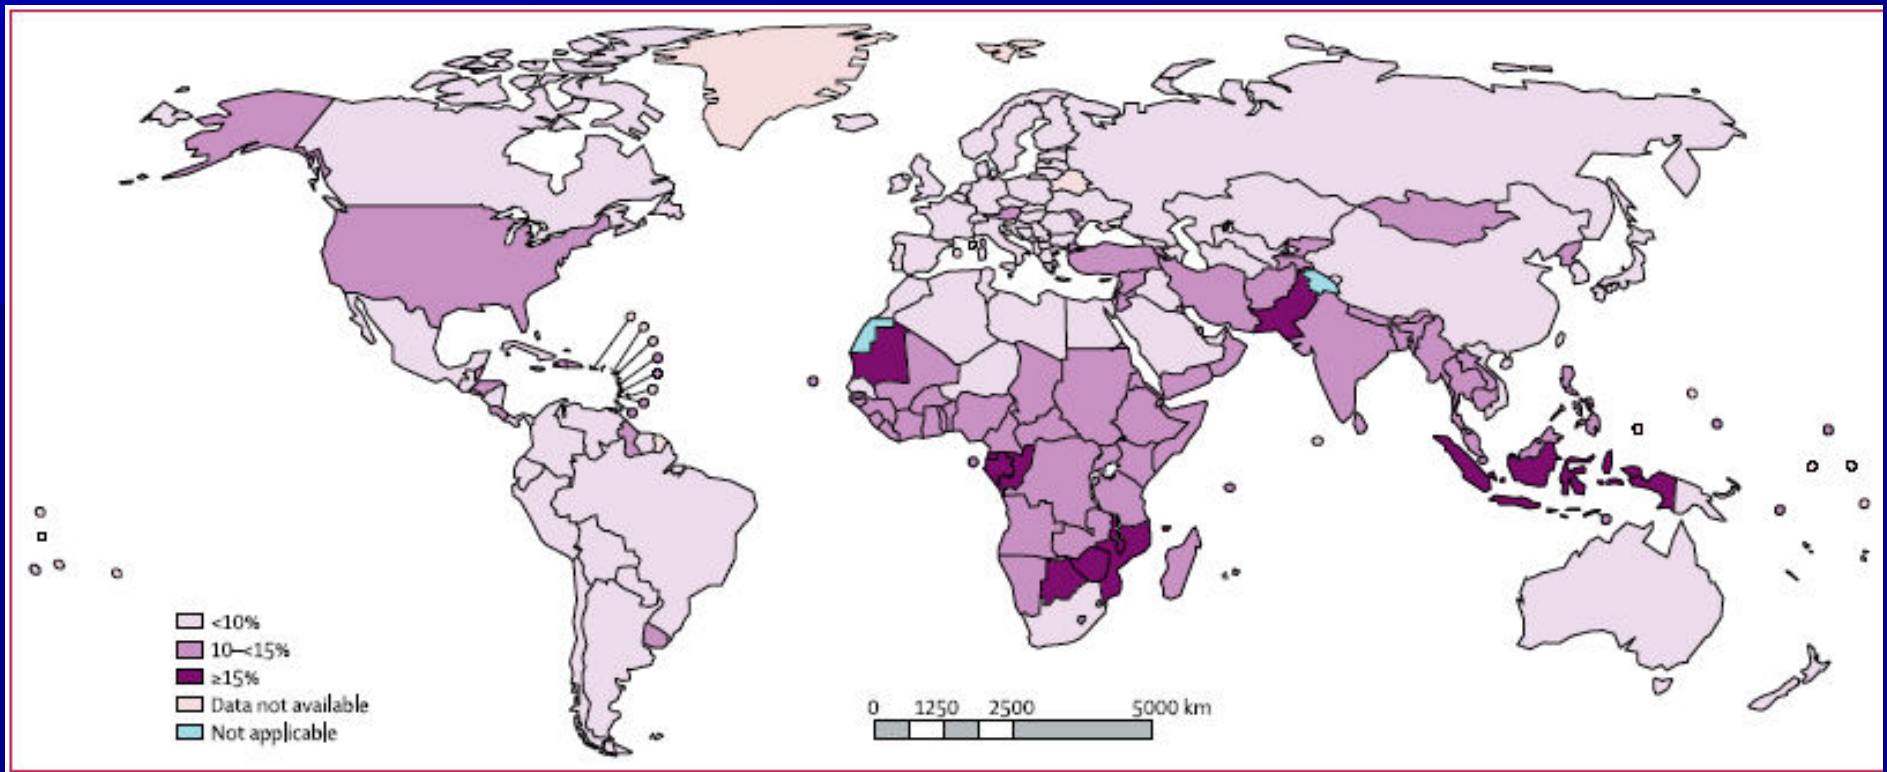 <10%
10–<15%
≥15%
Data not available
Not applicable
0 1250 2500 5000 km